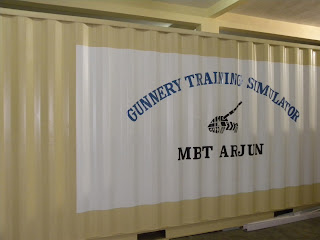 GUNNERY TRAINING SIMULATOR
MBT ARJUN